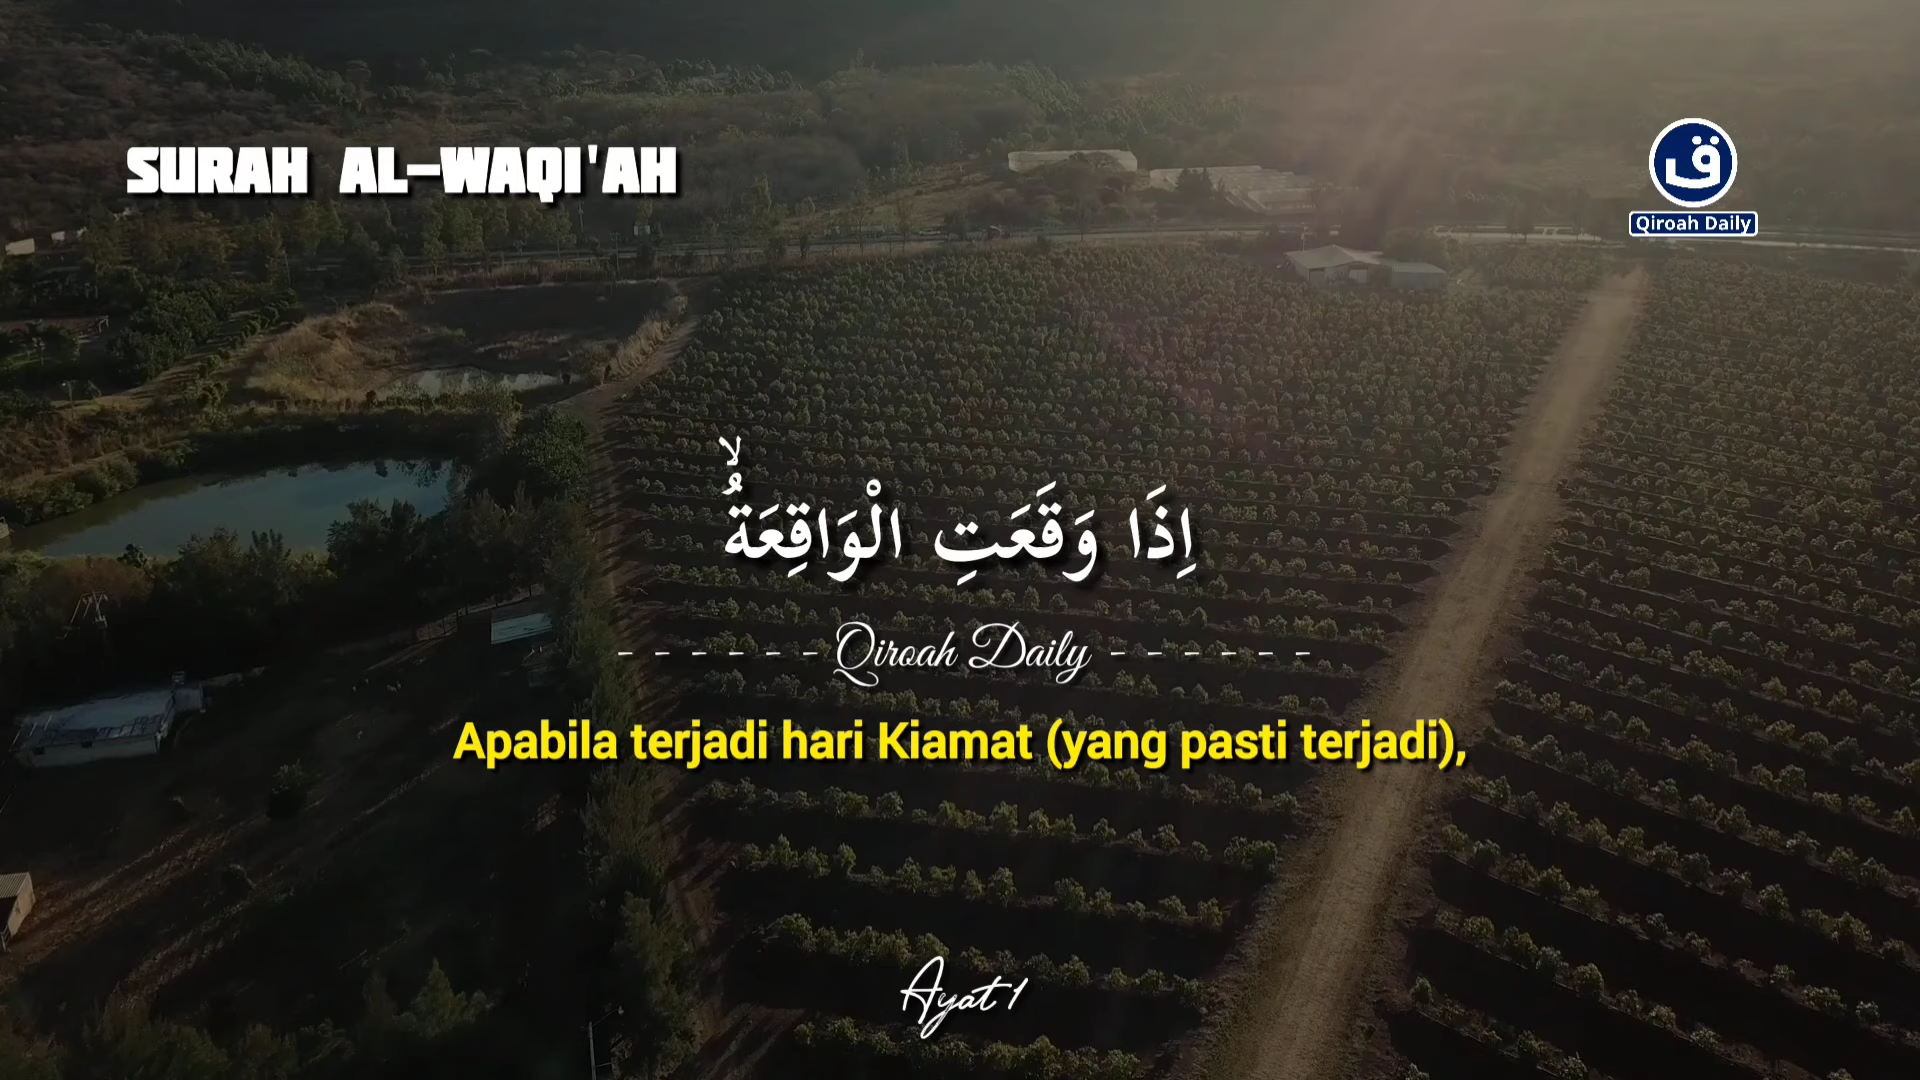 SURAH AL-WAQI'AH
ق
Qiroah Daily
اِذَا وَقَعَتِ الْوَاقِعَةُۙ
Qiroah Daily
Apabila terjadi hari Kiamat (yang pasti terjadi),
Ayat 1